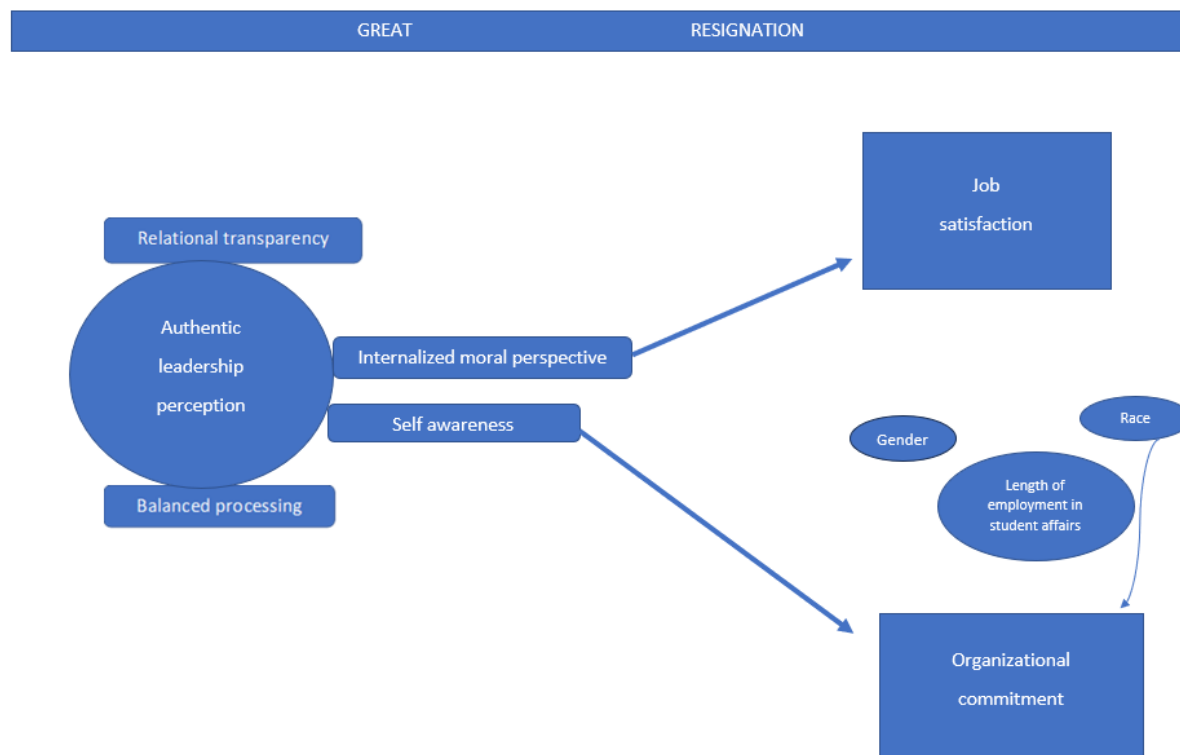 GREAT RESIGNATION
Job
satisfaction
Relational transparency
Authentic
leadership
perception
Internalized moral perspective
Self awareness
Balanced processing
Race
Gender
Length of
employment in
student affairs
Organizational
commitment